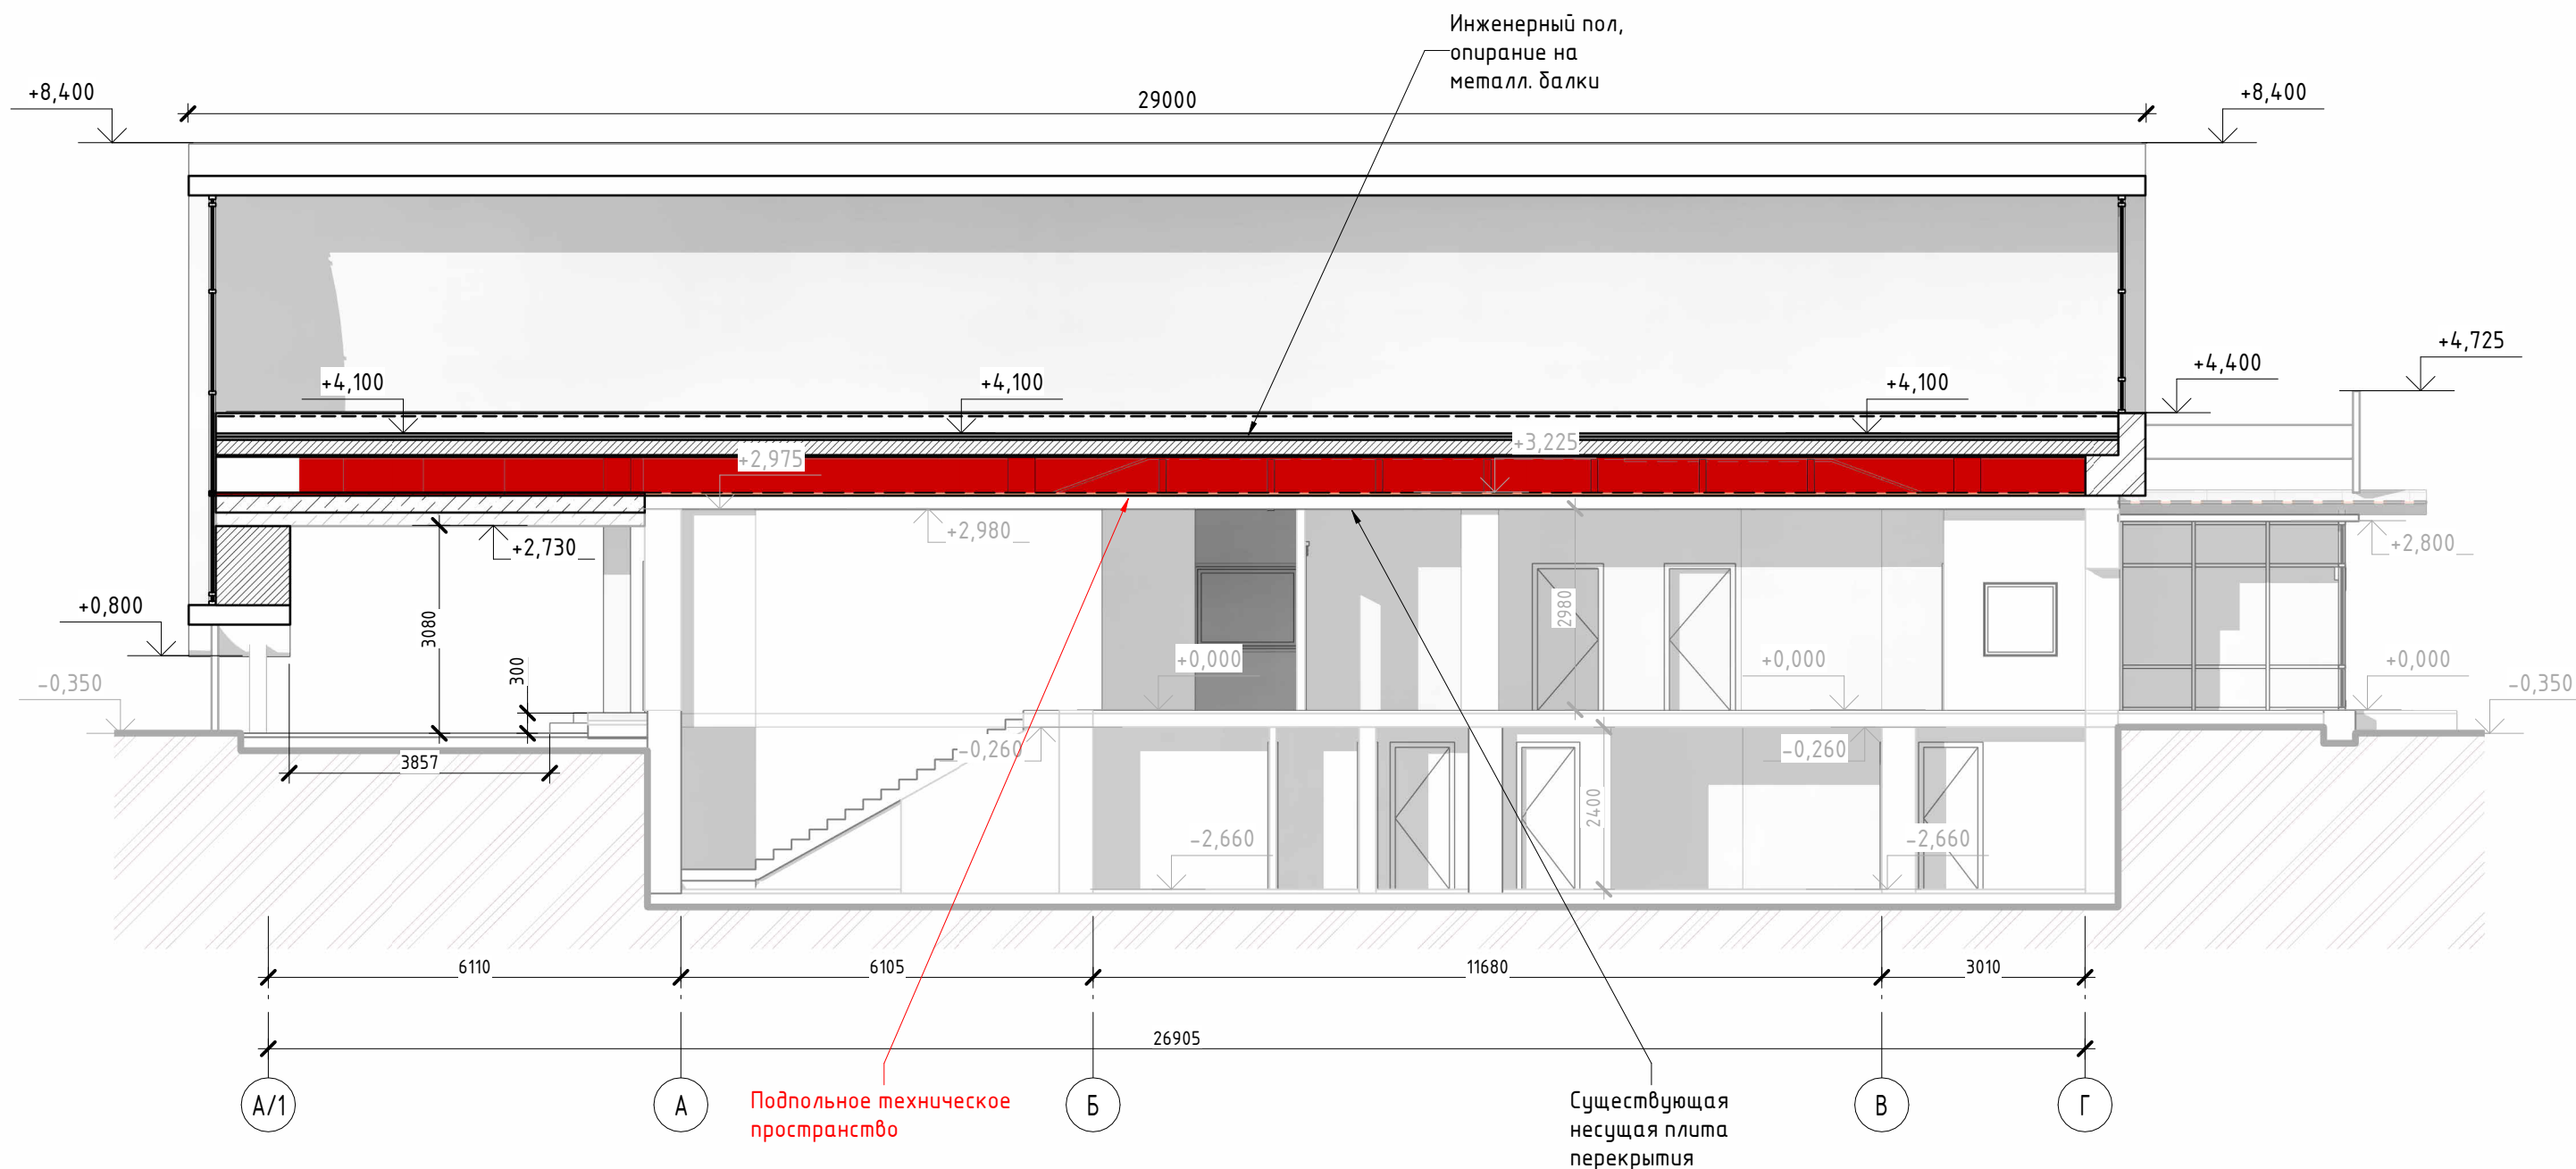 Инженерный пол,
опирание на
металл. балки
+8,400
29000
+8,400
+4,725
+4,400
+4,100
+4,100
+4,100
+3,225
+2,975
+2,980
+2,730
+2,800
2980
+0,800
3080
300
+0,000
+0,000
+0,000
-0,350
-0,350
3857
-0,260
-0,260
2400
-2,660
-2,660
6110
6105
11680
3010
26905
А/1
А
Б
В
Г
Подпольное техническое
пространство
Существующая
несущая плита
перекрытия